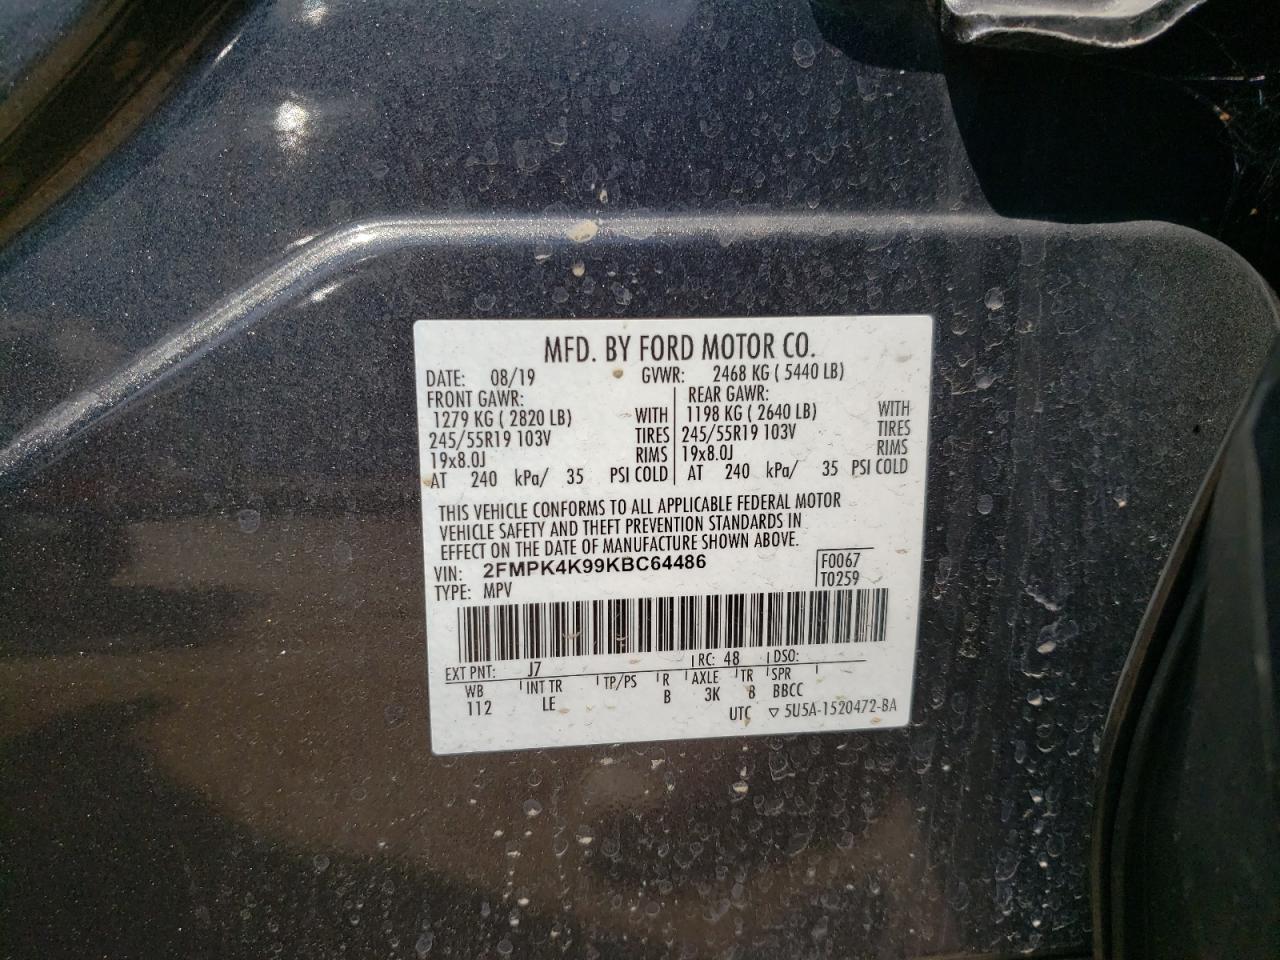 MFD. BY FORD MOTOR CO.
DATE: 08/19 GVWR: 2468 KG ( 5440 LB)
FRONT GAWR: REAR GAWR:
1279 KG ( 2820 LB) WITH 1198 KG ( 2640 LB) WITH
245/55R19 103V TIRES 245/55R19 103V TIRES
19x8.0J RIMS 19x8.0J RIMS
AT 240 kPa/ 35 PSI COLD AT 240 kPa/ 35 PSI COLD
THIS VEHICLE CONFORMS TO ALL APPLICABLE FEDERAL MOTOR
VEHICLE SAFETY AND THEFT PREVENTION STANDARDS IN
EFFECT ON THE DATE OF MANUFACTURE SHOWN ABOVE.
VIN: 2FMPK4K99KBC64486 F0067
TYPE: MPV T0259
EXT PNT: J7 RC: 48 DSO:
WB INT TR TP/PS R AXLE TR SPR
112 LE B 3K B BBCC
UTC ▽ 5U5A-1520472-BA